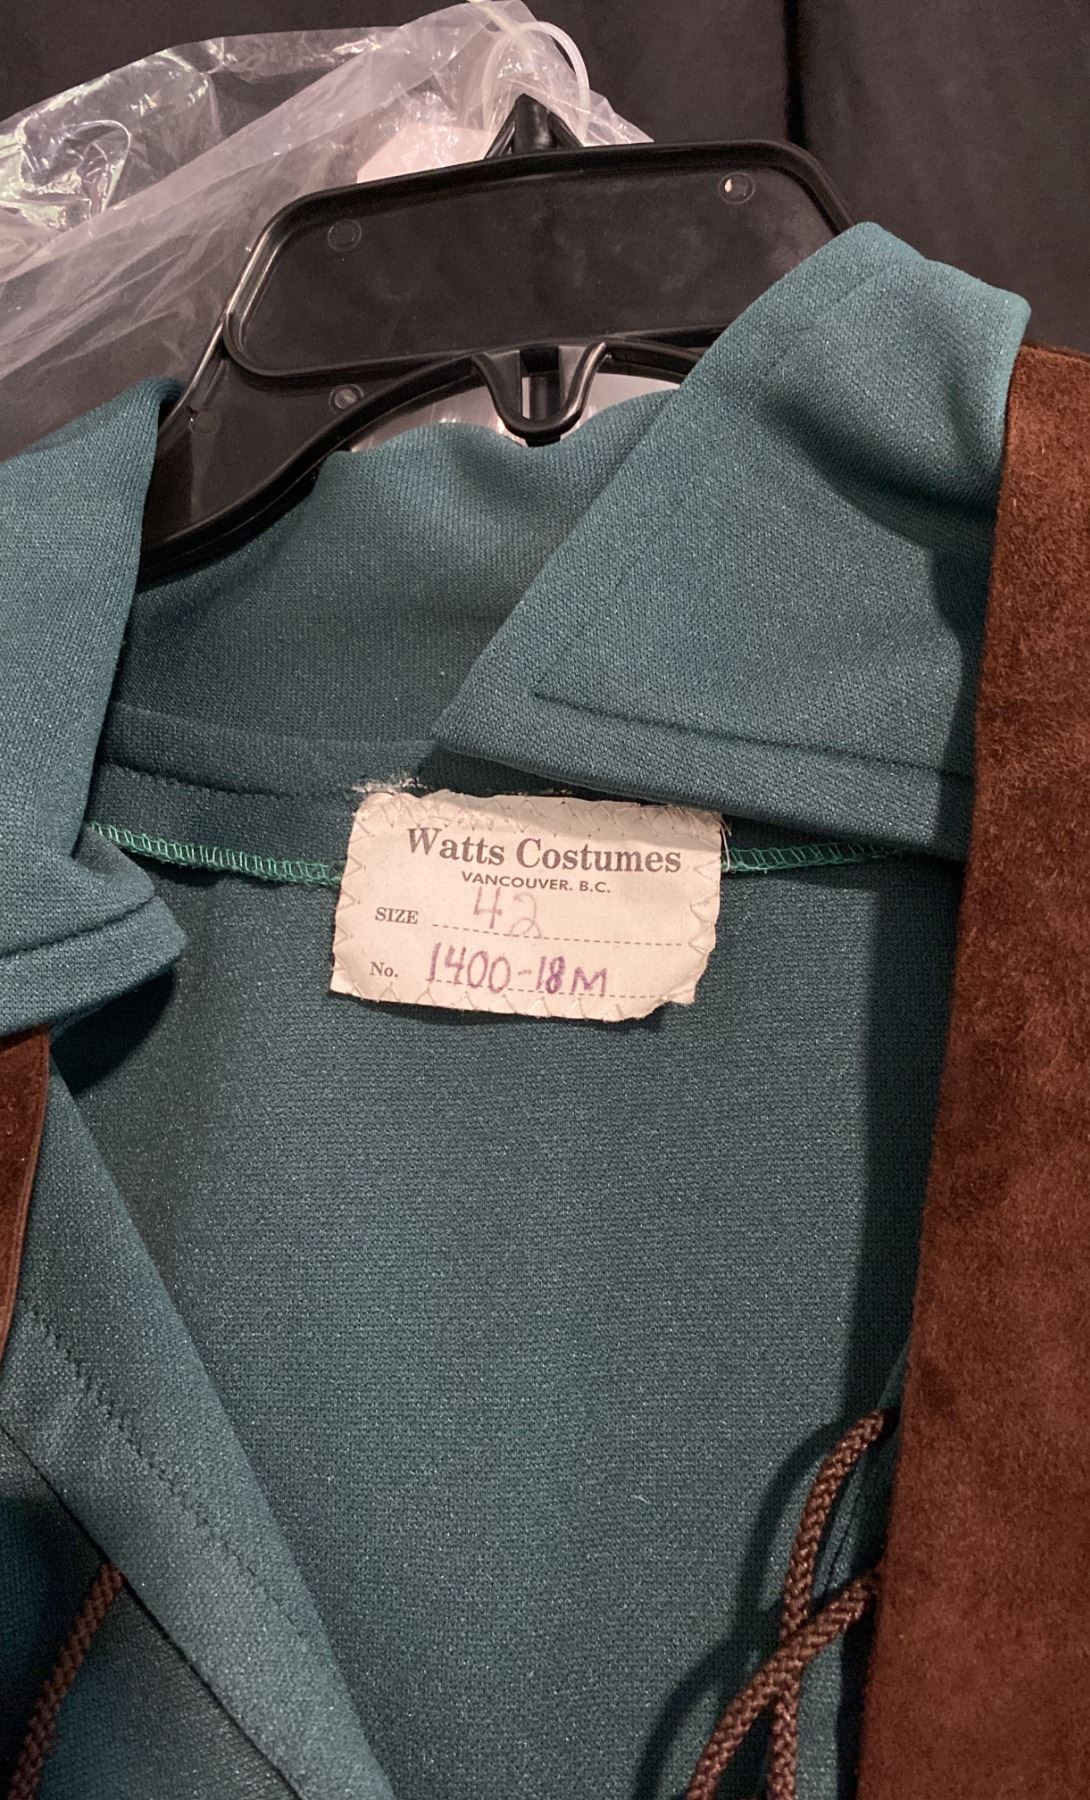 Watts Costumes
VANCOUVER. B.C.
SIZE 42
No. 1400-18M